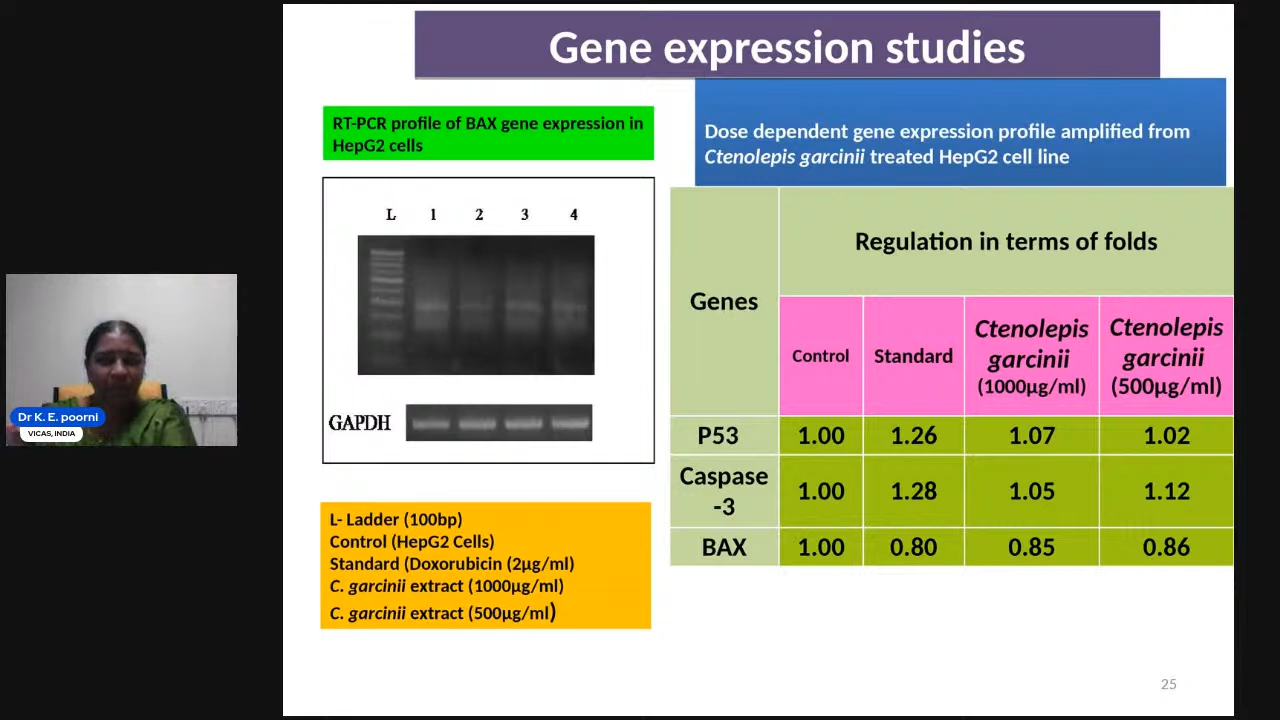 Gene expression studies
RT-PCR profile of BAX gene expression in
HepG2 cells
L 1 2 3 4
GAPDH
L- Ladder (100bp)
Control (HepG2 Cells)
Standard (Doxorubicin (2µg/ml)
C. garcinii extract (1000µg/ml)
C. garcinii extract (500µg/ml)
Dose dependent gene expression profile amplified from
Ctenolepis garcinii treated HepG2 cell line
Genes
Regulation in terms of folds
Control
Standard
Ctenolepis
garcinii
(1000µg/ml)
Ctenolepis
garcinii
(500µg/ml)
P53 1.00 1.26 1.07 1.02
Caspase
-3 1.00 1.28 1.05 1.12
BAX 1.00 0.80 0.85 0.86
25
Dr K. E. poorni
VICAS, INDIA